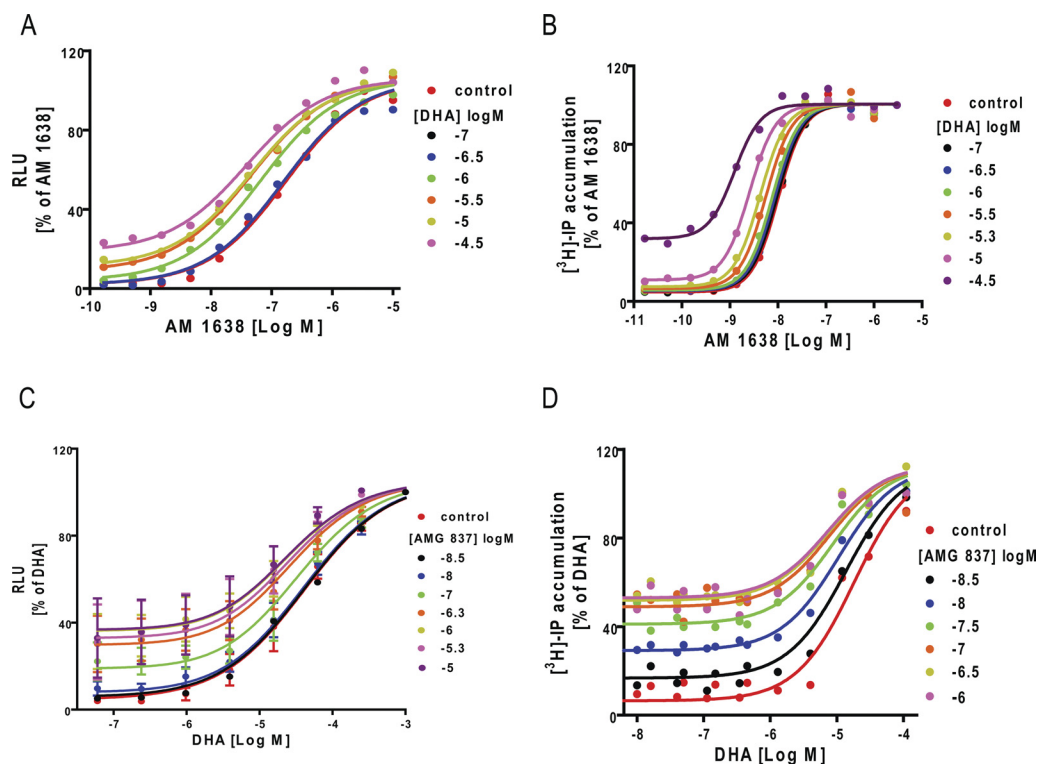 A
RLU
[% of AM 1638]
120
80
40
0
-10 -9 -8 -7 -6 -5
AM 1638 [Log M]
control
[DHA] logM
-7
-6.5
-6
-5.5
-5
-4.5
B
[³H]-IP accumulation
[% of AM 1638]
120
80
40
0
-11 -10 -9 -8 -7 -6 -5
AM 1638 [Log M]
control
[DHA] logM
-7
-6.5
-6
-5.5
-5.3
-5
-4.5
C
RLU
[% of DHA]
120
80
40
0
-7 -6 -5 -4 -3
DHA [Log M]
control
[AMG 837] logM
-8.5
-8
-7
-6.3
-6
-5.3
-5
D
[³H]-IP accumulation
[% of DHA]
120
80
40
0
-8 -7 -6 -5 -4
DHA [Log M]
control
[AMG 837] logM
-8.5
-8
-7.5
-7
-6.5
-6